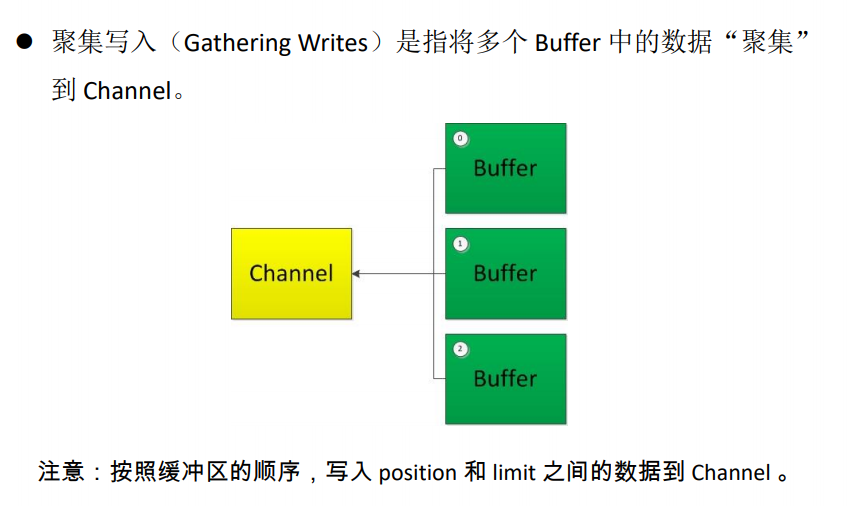 ● 聚集写入（Gathering Writes）是指将多个 Buffer 中的数据“聚集”
到 Channel。
0
Buffer
Channel
1
Buffer
2
Buffer
注意：按照缓冲区的顺序，写入 position 和 limit 之间的数据到 Channel 。